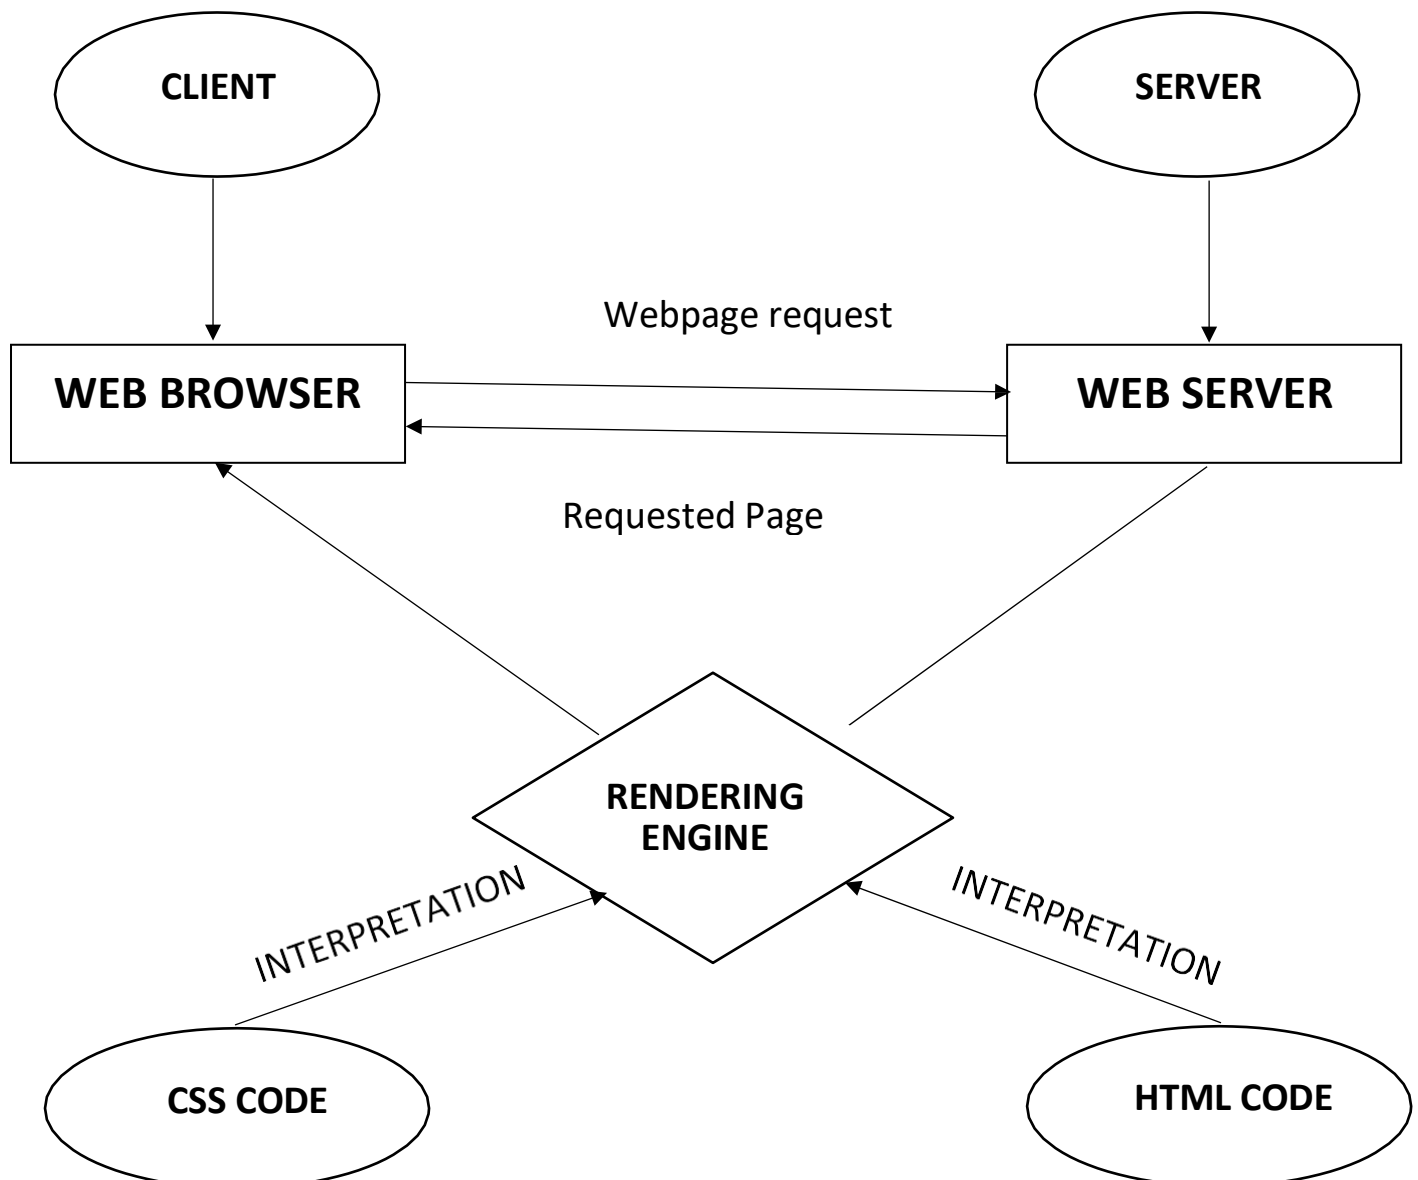 CLIENT
SERVER
Webpage request
WEB BROWSER
WEB SERVER
Requested Page
RENDERING
ENGINE
INTERPRETATION
INTERPRETATION
CSS CODE
HTML CODE